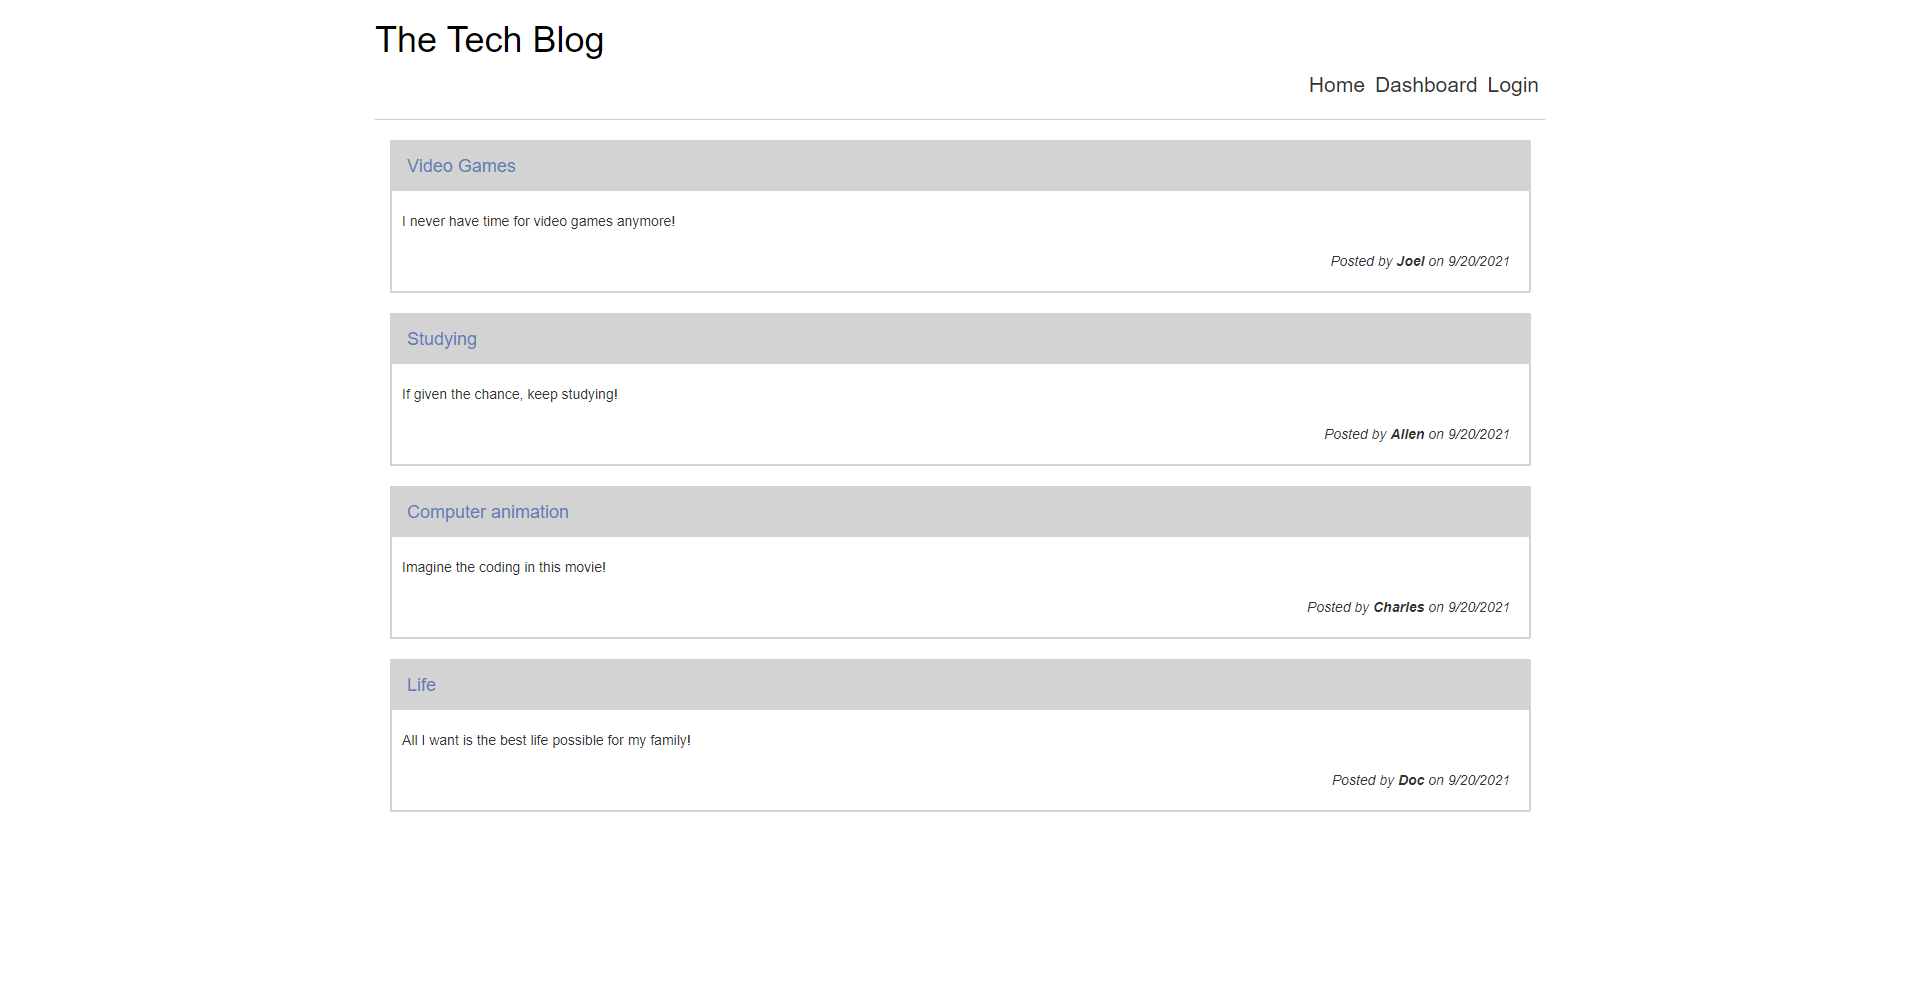 The Tech Blog
Home Dashboard Login
Video Games
I never have time for video games anymore!
Posted by Joel on 9/20/2021
Studying
If given the chance, keep studying!
Posted by Allen on 9/20/2021
Computer animation
Imagine the coding in this movie!
Posted by Charles on 9/20/2021
Life
All I want is the best life possible for my family!
Posted by Doc on 9/20/2021